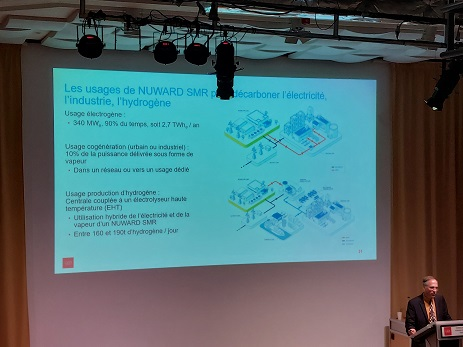 Les usages de NUWARD SMR p décarboner l'électricité,
l'industrie, l'hydrogène
Usage électrogène :
• 340 MWe, 90% du temps, soit 2,7 TWhe / an
Usage cogénération (urbain ou industriel) :
10% de la puissance délivrée sous forme de
vapeur
• Dans un réseau ou vers un usage dédié
Usage production d'hydrogène :
Centrale couplée à un électrolyseur haute
température (EHT)
• Utilisation hybride de l'électricité et de la
vapeur d'un NUWARD SMR
• Entre 160 et 190t d'hydrogène / jour
11